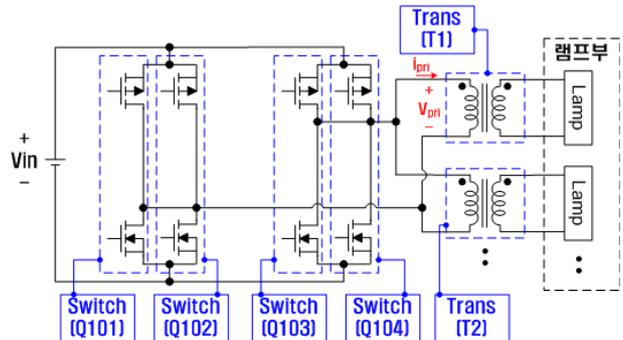 Trans
(T1)
램프부
ipri
+
Vpri
−
Lamp
+
Vin
−
Lamp
Switch
(Q101)
Switch
(Q102)
Switch
(Q103)
Switch
(Q104)
Trans
(T2)